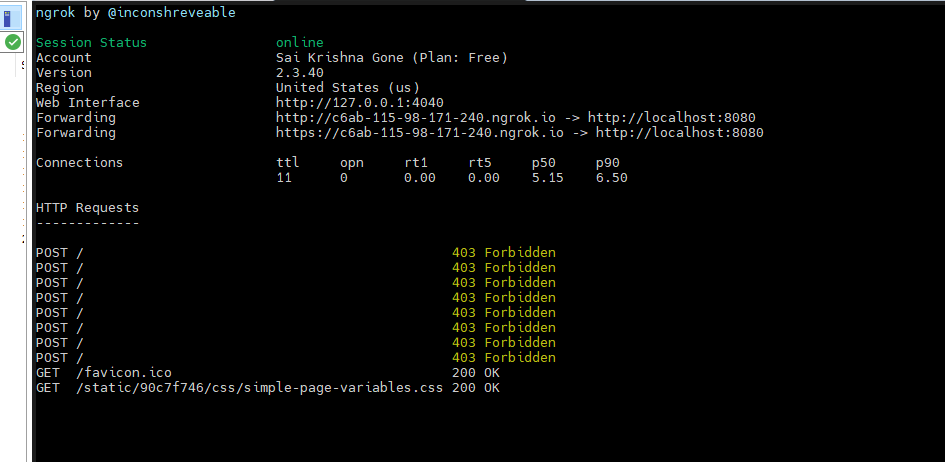 ngrok by @inconshreveable
Session Status online
Account Sai Krishna Gone (Plan: Free)
Version 2.3.40
Region United States (us)
Web Interface http://127.0.0.1:4040
Forwarding http://c6ab-115-98-171-240.ngrok.io -> http://localhost:8080
Forwarding https://c6ab-115-98-171-240.ngrok.io -> http://localhost:8080
Connections ttl opn rt1 rt5 p50 p90
11 0 0.00 0.00 5.15 6.50
HTTP Requests
-------------
POST / 403 Forbidden
POST / 403 Forbidden
POST / 403 Forbidden
POST / 403 Forbidden
POST / 403 Forbidden
POST / 403 Forbidden
POST / 403 Forbidden
POST / 403 Forbidden
GET /favicon.ico 200 OK
GET /static/90c7f746/css/simple-page-variables.css 200 OK